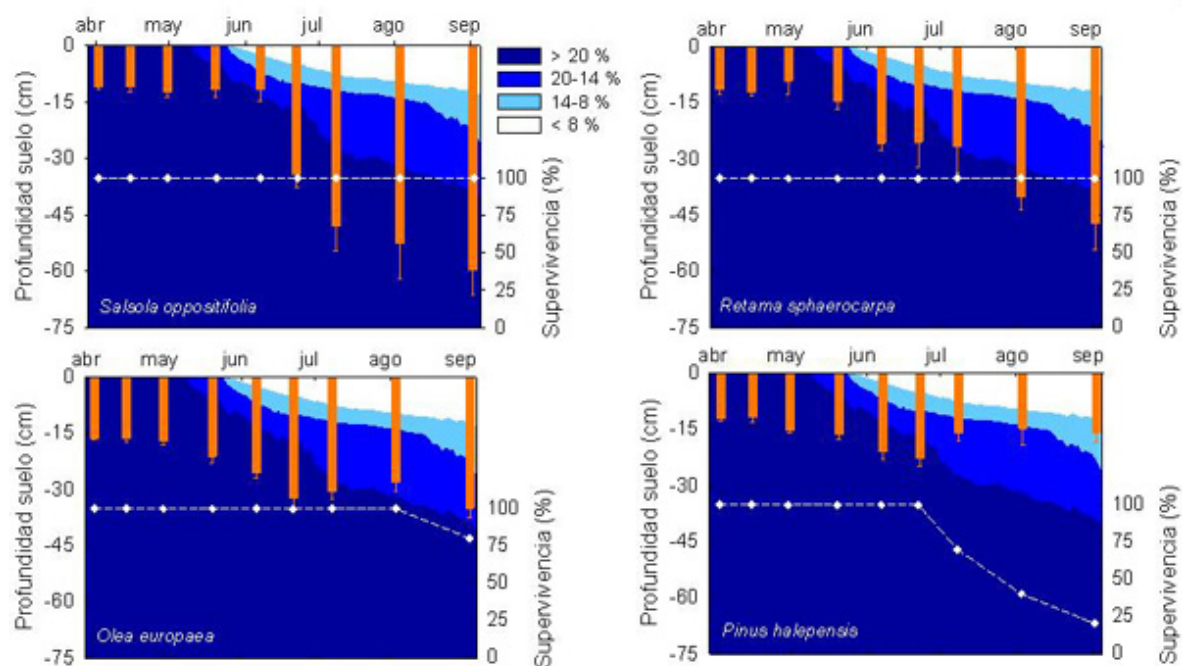 abr may jun jul ago sep
0
-15
-30
-45
-60
-75
Profundidad suelo (cm)
> 20 %
20-14 %
14-8 %
< 8 %
100
75
50
25
0
Supervivencia (%)
Salsola oppositifolia
abr may jun jul ago sep
0
-15
-30
-45
-60
-75
Profundidad suelo (cm)
100
75
50
25
0
Supervivencia (%)
Retama sphaerocarpa
abr may jun jul ago sep
0
-15
-30
-45
-60
-75
Profundidad suelo (cm)
100
75
50
25
0
Supervivencia (%)
Olea europaea
abr may jun jul ago sep
0
-15
-30
-45
-60
-75
Profundidad suelo (cm)
100
75
50
25
0
Supervivencia (%)
Pinus halepensis